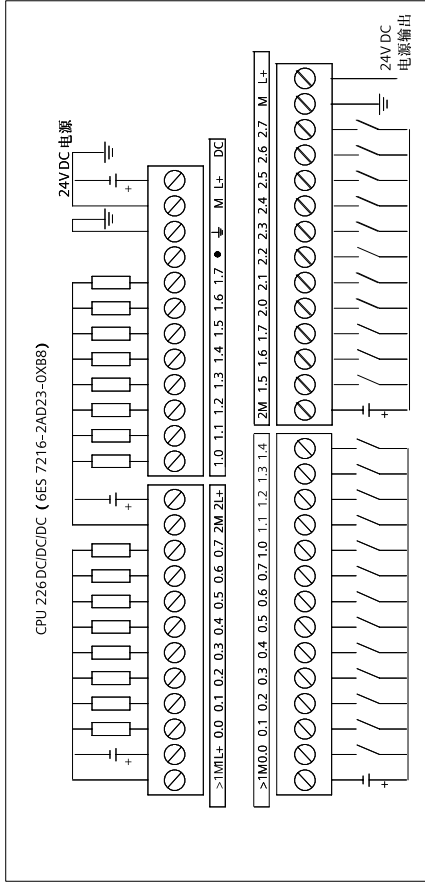 CPU 226 DC/DC/DC ( 6ES 7216-2AD23-0XB8)
24V DC 电源
+ + +
>1M 1L+ 0.0 0.1 0.2 0.3 0.4 0.5 0.6 0.7 2M 2L+ 1.0 1.1 1.2 1.3 1.4 1.5 1.6 1.7 • ⏚ M L+ DC
>1M 0.0 0.1 0.2 0.3 0.4 0.5 0.6 0.7 1.0 1.1 1.2 1.3 1.4 2M 1.5 1.6 1.7 2.0 2.1 2.2 2.3 2.4 2.5 2.6 2.7 M L+
+ +
24V DC
电源输出